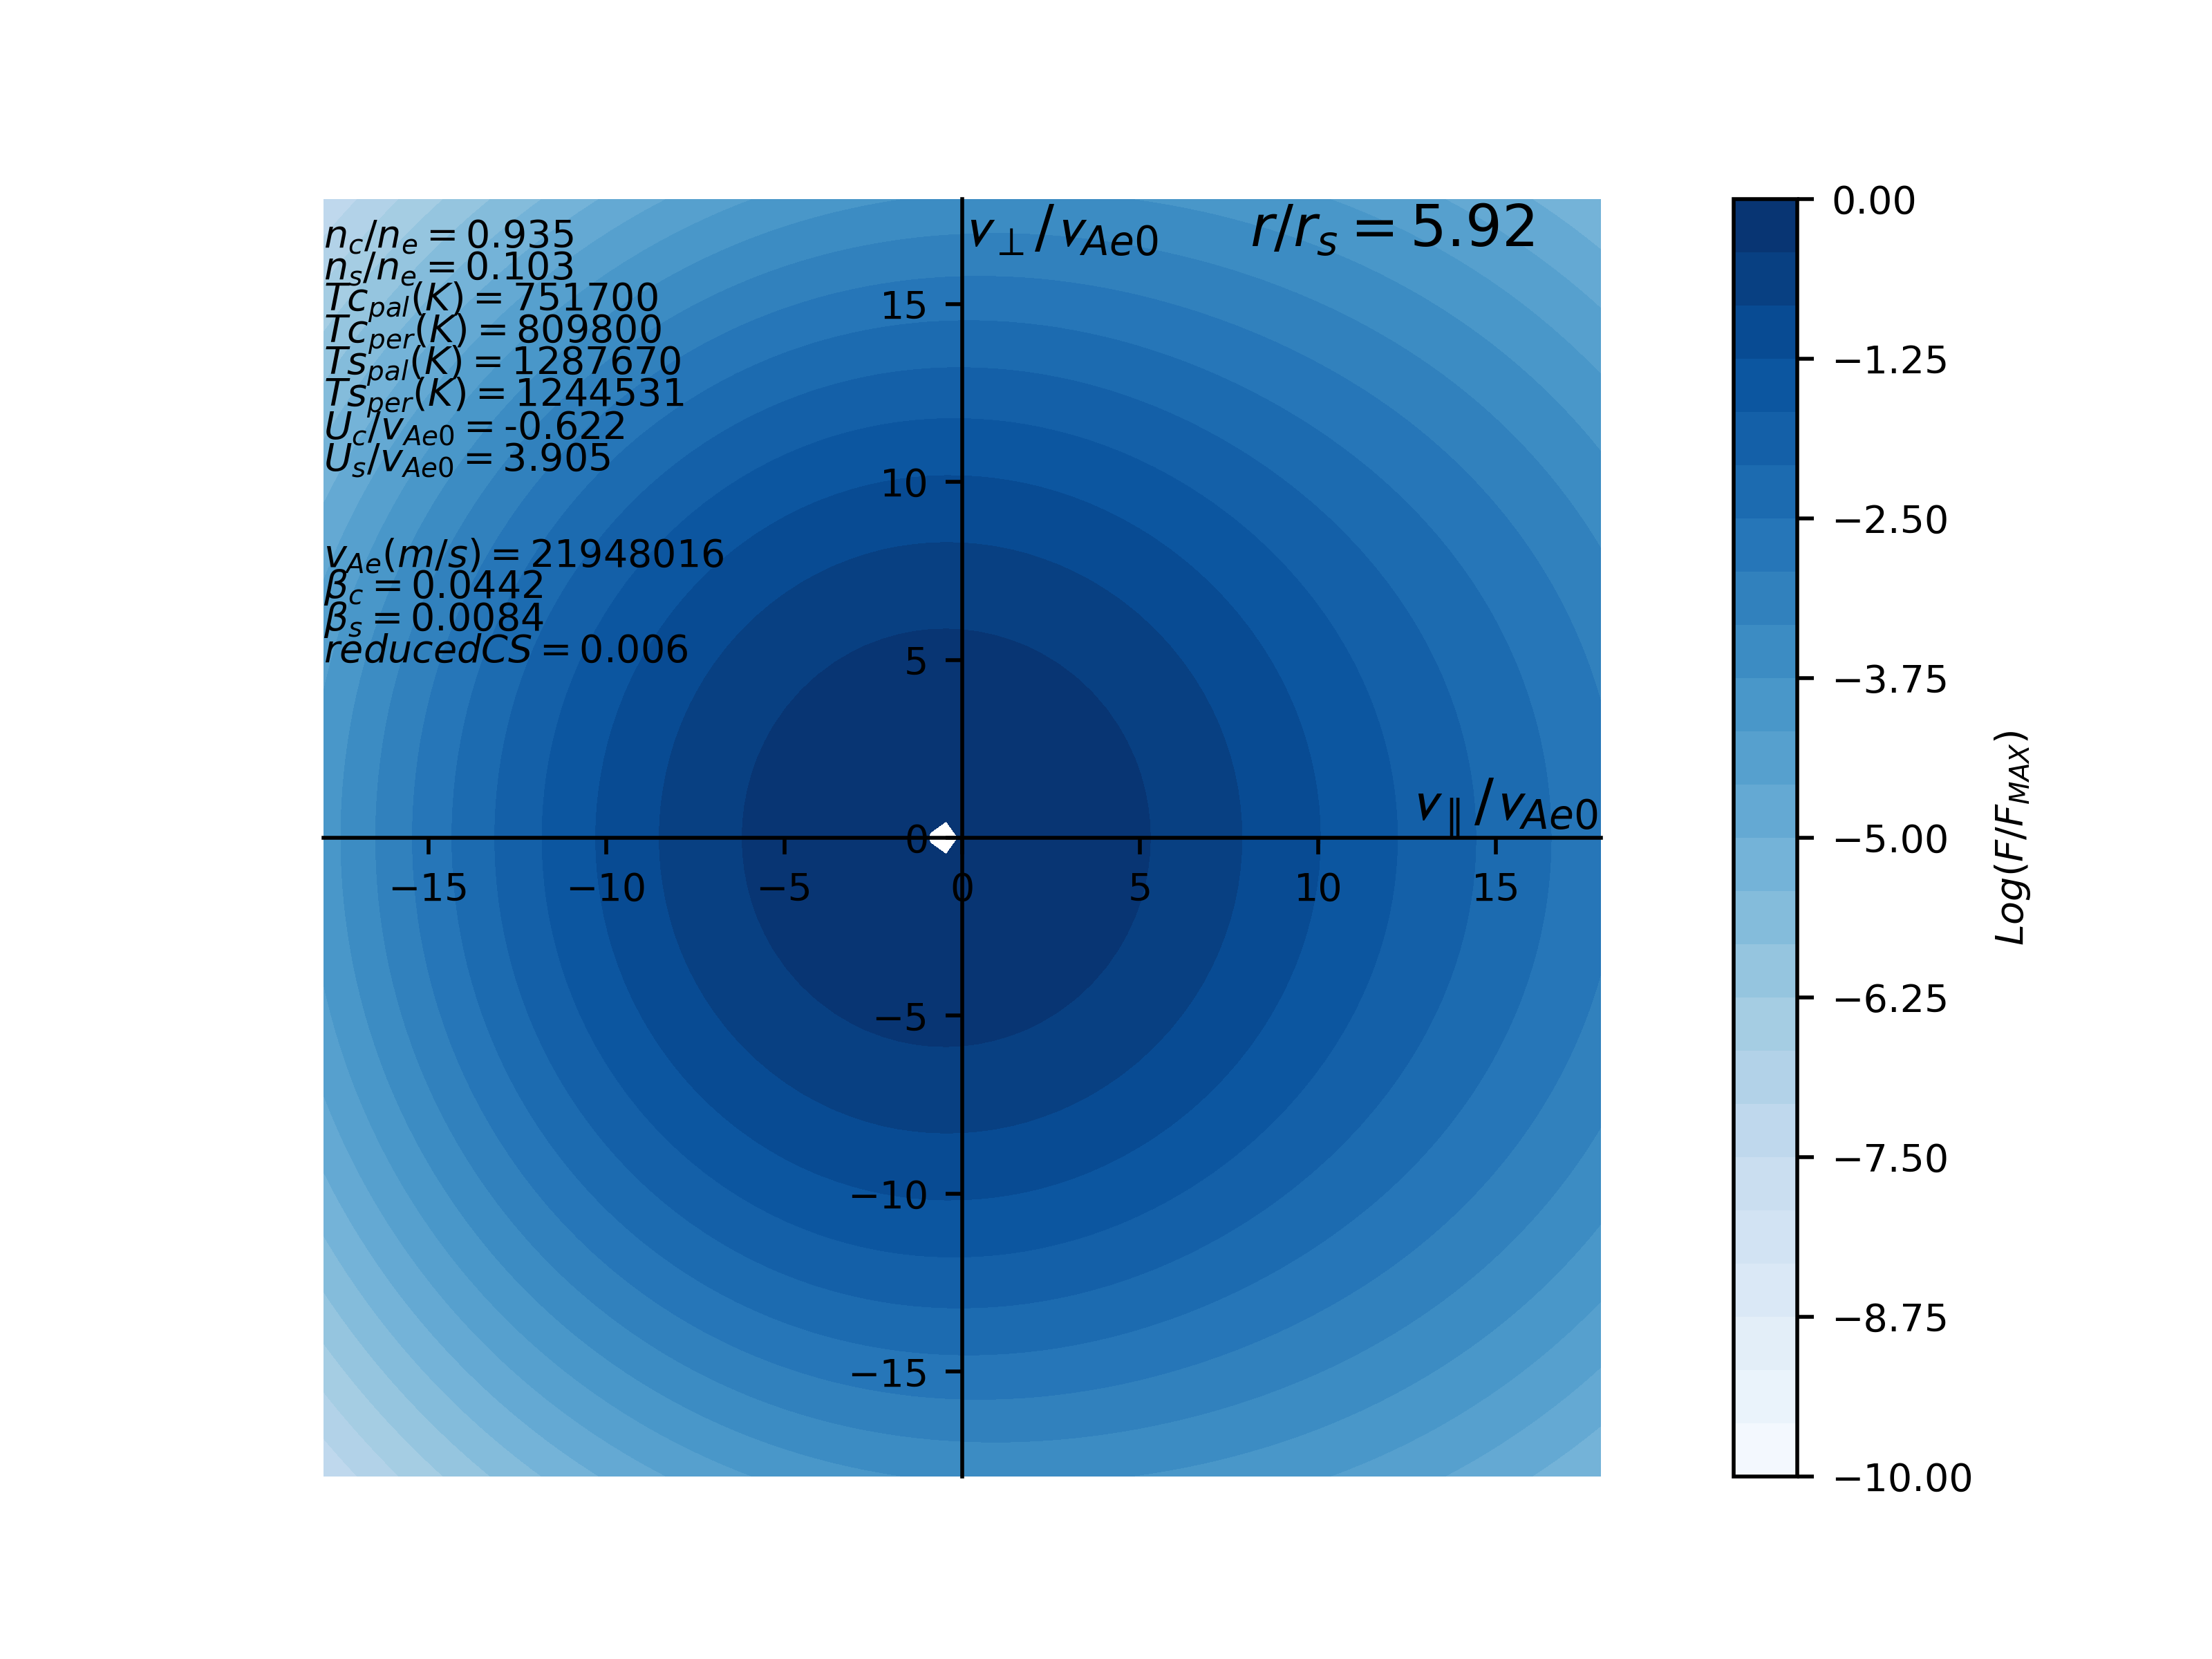 n_c/n_e = 0.935
n_s/n_e = 0.103
Tc_pal(K) = 751700
Tc_per(K) = 809800
Ts_pal(K) = 1287670
Ts_per(K) = 1244531
U_c/v_Ae0 = -0.622
U_s/v_Ae0 = 3.905
v_Ae(m/s) = 21948016
β_c = 0.0442
β_s = 0.0084
reducedCS = 0.006
v_⊥/v_Ae0
r/r_s = 5.92
15
10
5
0
−5
−10
−15
v_∥/v_Ae0
−15 −10 −5 0 5 10 15
0.00
−1.25
−2.50
−3.75
−5.00
−6.25
−7.50
−8.75
−10.00
Log(F/F_MAX)